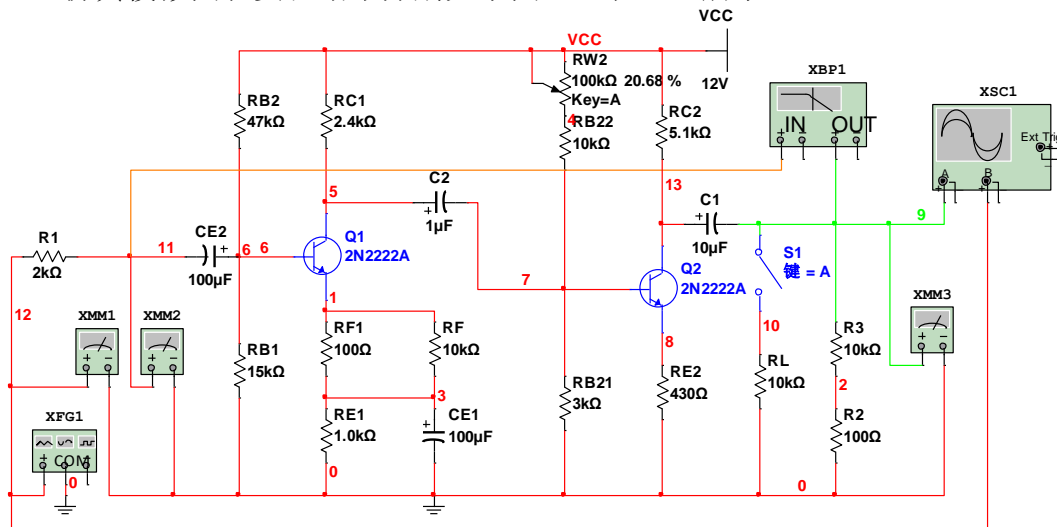 VCC
VCC
12V
RW2
100kΩ 20.68 %
Key=A
4
RB2
47kΩ
RC1
2.4kΩ
RB22
10kΩ
RC2
5.1kΩ
XBP1
IN OUT
XSC1
Ext Trig
A
B
5
C2
1µF
13
C1
10µF
9
R1
2kΩ
11
CE2
100µF
6 6
Q1
2N2222A
7
Q2
2N2222A
S1
键 = A
12
XMM1
XMM2
1
RF1
100Ω
RF
10kΩ
8
10
XMM3
RB1
15kΩ
RB21
3kΩ
RE2
430Ω
RL
10kΩ
R3
10kΩ
2
R2
100Ω
3
RE1
1.0kΩ
CE1
100µF
XFG1
COM
0
0
0